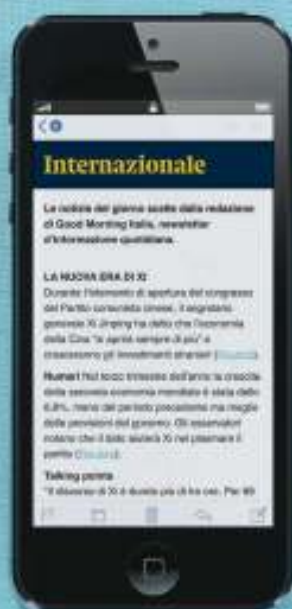 Internazionale
Le notizie del giorno scelte dalla redazione
di Good Morning Italia, newsletter
d'informazione quotidiana.
LA NUOVA ERA DI XI
Durante l'intervento di apertura del congresso
del Partito comunista cinese, il segretario
generale Xi Jinping ha detto che l'economia
della Cina "si aprirà sempre di più" e
cresceranno gli investimenti stranieri
Numeri Nel terzo trimestre dell'anno la crescita
della seconda economia mondiale è stata dello
6,8%, meno del periodo precedente ma meglio
delle previsioni del governo. Gli osservatori
notano che il dato aiuterà Xi nel plasmare il
partito
Talking points
"Il discorso di Xi è durato più di tre ore. Per